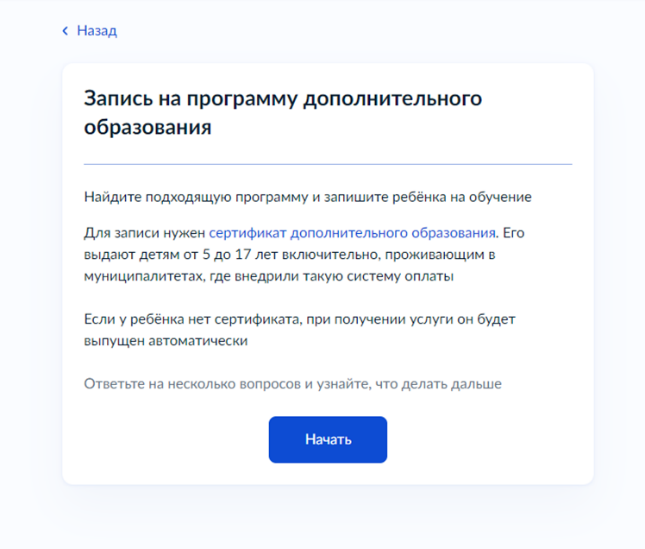 Назад
Запись на программу дополнительного
образования
Найдите подходящую программу и запишите ребёнка на обучение
Для записи нужен сертификат дополнительного образования. Его
выдают детям от 5 до 17 лет включительно, проживающим в
муниципалитетах, где внедрили такую систему оплаты
Если у ребёнка нет сертификата, при получении услуги он будет
выпущен автоматически
Ответьте на несколько вопросов и узнайте, что делать дальше
Начать